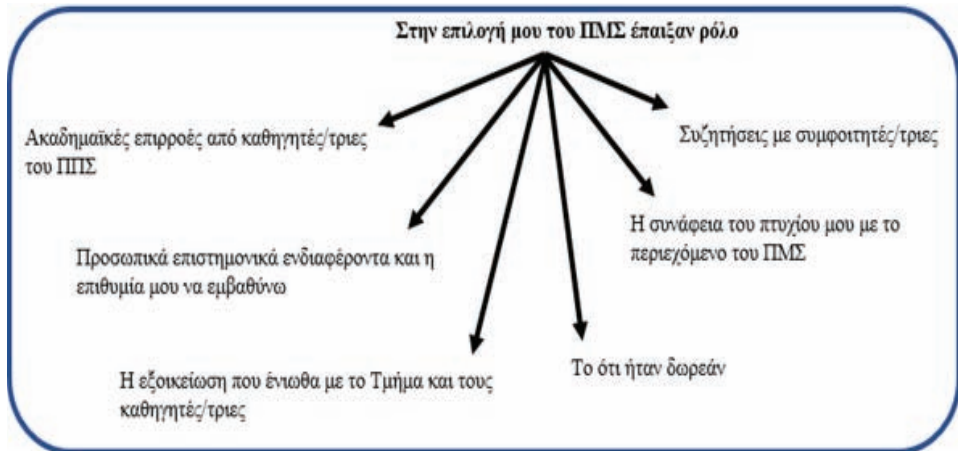 Στην επιλογή μου του ΠΜΣ έπαιξαν ρόλο
Ακαδημαϊκές επιρροές από καθηγητές/τριες
του ΠΠΣ
Συζητήσεις με συμφοιτητές/τριες
Προσωπικά επιστημονικά ενδιαφέροντα και η
επιθυμία μου να εμβαθύνω
Η συνάφεια του πτυχίου μου με το
περιεχόμενο του ΠΜΣ
Η εξοικείωση που ένιωθα με το Τμήμα και τους
καθηγητές/τριες
Το ότι ήταν δωρεάν